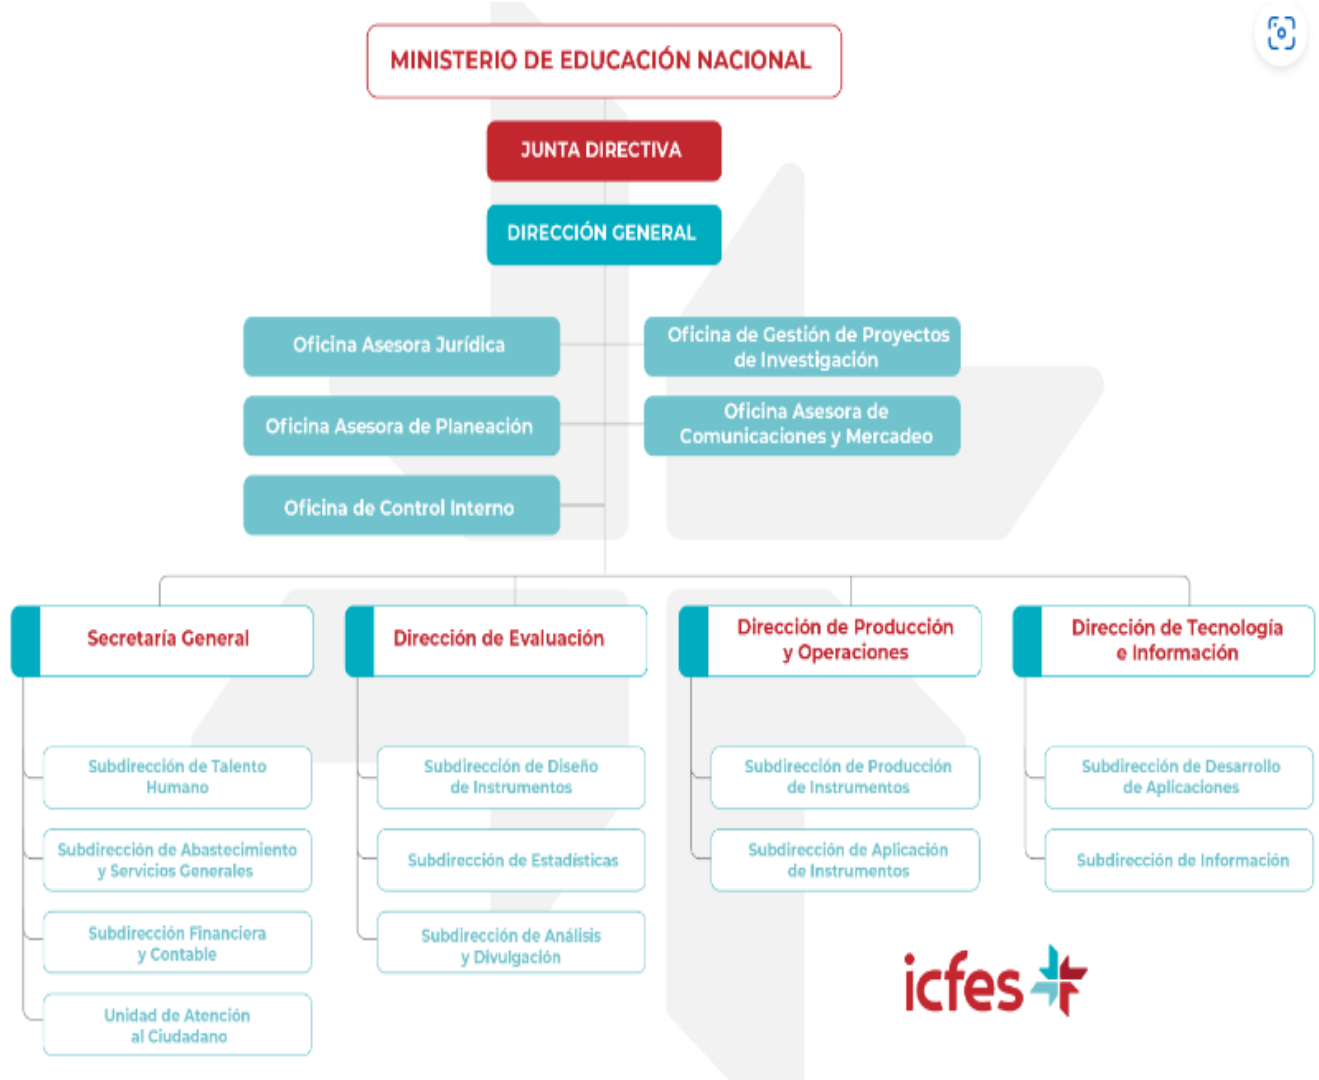 MINISTERIO DE EDUCACIÓN NACIONAL
JUNTA DIRECTIVA
DIRECCIÓN GENERAL
Oficina Asesora Jurídica
Oficina de Gestión de Proyectos
de Investigación
Oficina Asesora de Planeación
Oficina Asesora de
Comunicaciones y Mercadeo
Oficina de Control Interno
Secretaría General
Subdirección de Talento
Humano
Subdirección de Abastecimiento
y Servicios Generales
Subdirección Financiera
y Contable
Unidad de Atención
al Ciudadano
Dirección de Evaluación
Subdirección de Diseño
de Instrumentos
Subdirección de Estadísticas
Subdirección de Análisis
y Divulgación
Dirección de Producción
y Operaciones
Subdirección de Producción
de Instrumentos
Subdirección de Aplicación
de Instrumentos
Dirección de Tecnología
e Información
Subdirección de Desarrollo
de Aplicaciones
Subdirección de Información
icfes